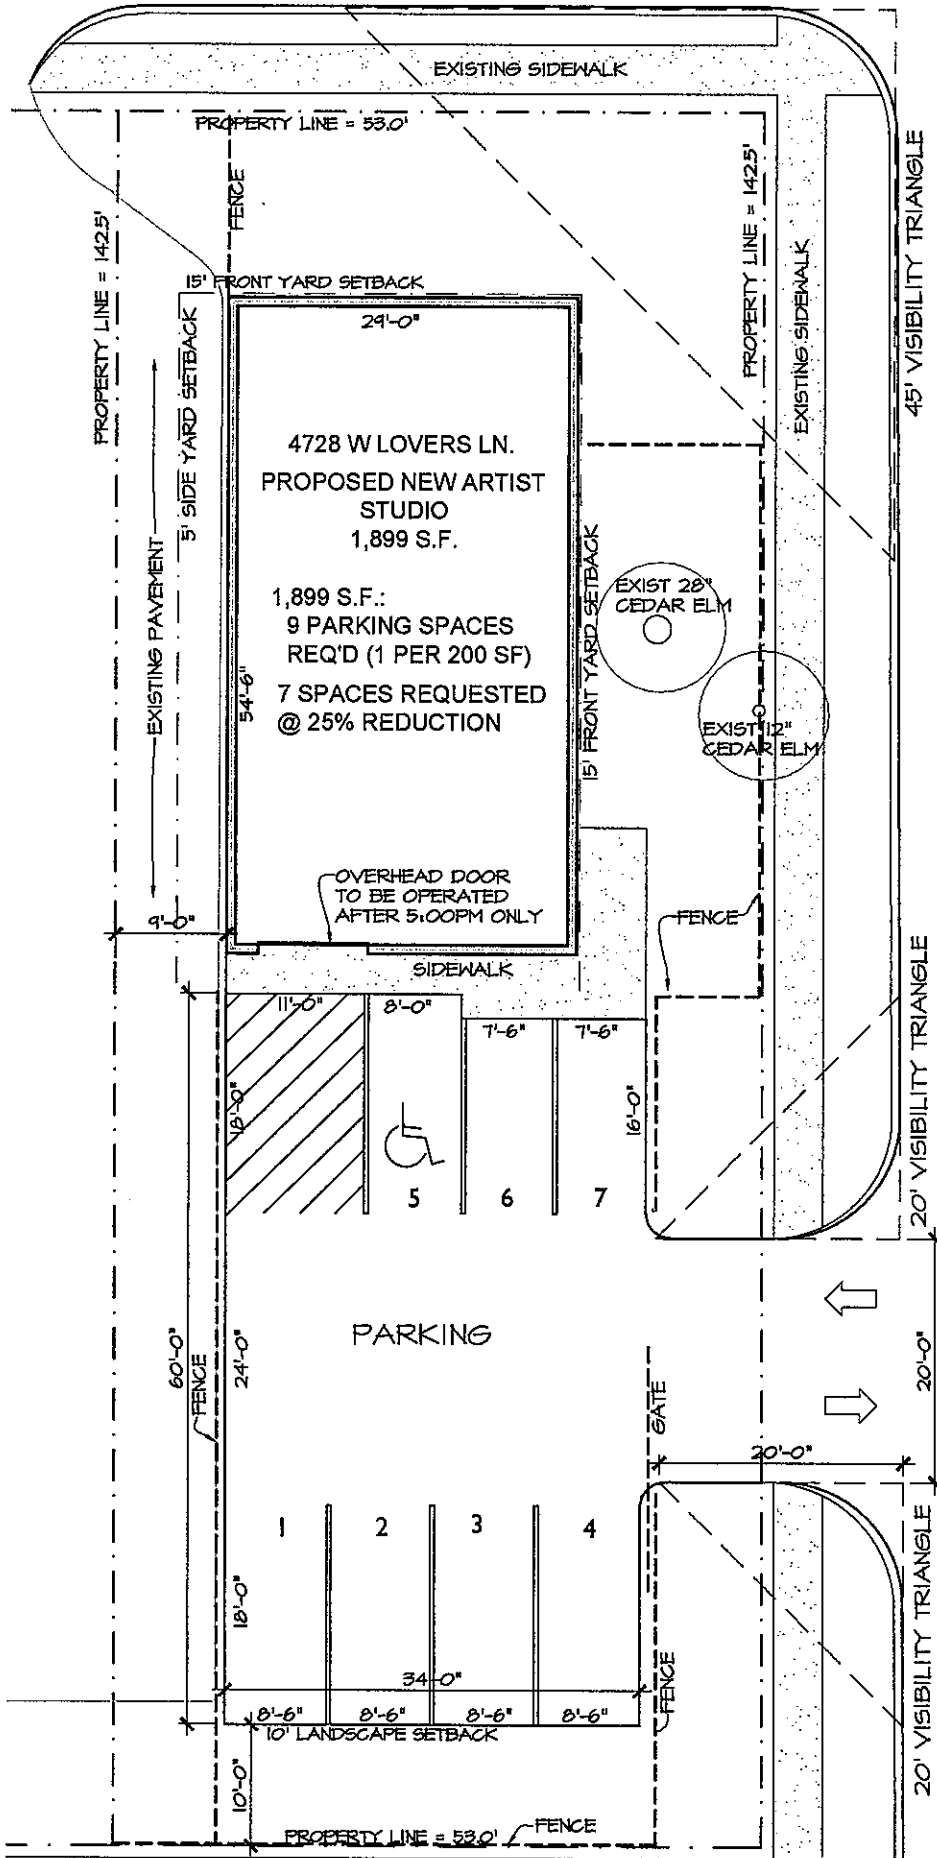 EXISTING SIDEWALK
PROPERTY LINE = 53.0'
FENCE
PROPERTY LINE = 142.5'
PROPERTY LINE = 142.5'
EXISTING SIDEWALK
45' VISIBILITY TRIANGLE
15' FRONT YARD SETBACK
29'-0"
5' SIDE YARD SETBACK
EXISTING PAVEMENT
4728 W LOVERS LN.
PROPOSED NEW ARTIST
STUDIO
1,899 S.F.
1,899 S.F.:
9 PARKING SPACES
REQ'D (1 PER 200 SF)
7 SPACES REQUESTED
@ 25% REDUCTION
54'-6"
15' FRONT YARD SETBACK
EXIST 28"
CEDAR ELM
EXIST 12"
CEDAR ELM
OVERHEAD DOOR
TO BE OPERATED
AFTER 5:00PM ONLY
9'-0"
FENCE
SIDEWALK
11'-0"
8'-0"
7'-6"
7'-6"
18'-0"
16'-0"
5
6
7
20' VISIBILITY TRIANGLE
PARKING
60'-0"
FENCE
24'-0"
GATE
20'-0"
20'-0"
1
2
3
4
18'-0"
34'-0"
8'-6"
8'-6"
8'-6"
8'-6"
FENCE
20' VISIBILITY TRIANGLE
10' LANDSCAPE SETBACK
10'-0"
PROPERTY LINE = 53.0'
FENCE